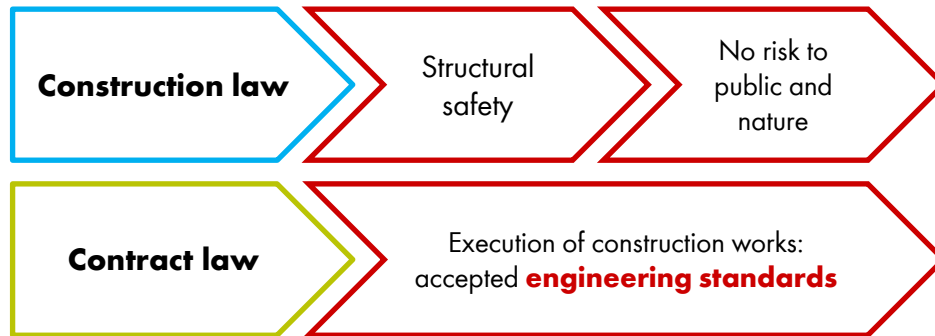 Construction law
Structural
safety
No risk to
public and
nature
Contract law
Execution of construction works:
accepted engineering standards